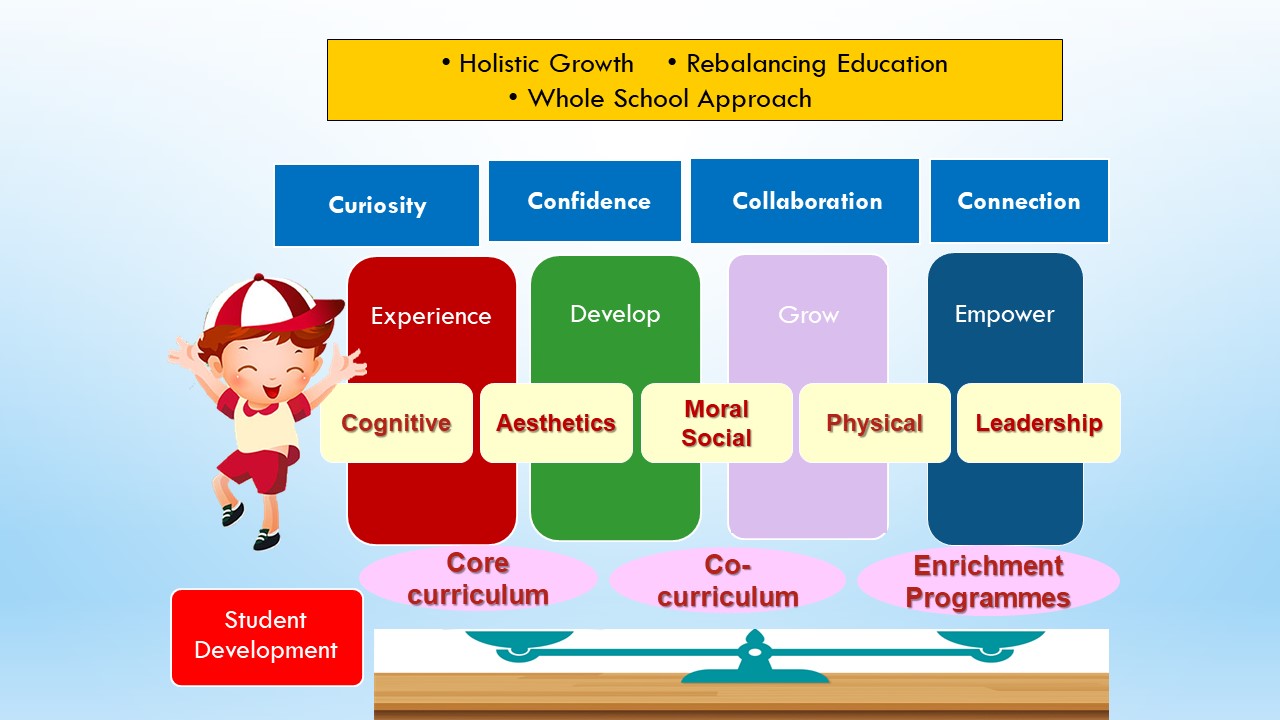 • Holistic Growth • Rebalancing Education
• Whole School Approach
Curiosity
Confidence
Collaboration
Connection
Experience
Develop
Grow
Empower
Cognitive
Aesthetics
Moral
Social
Physical
Leadership
Core
curriculum
Co-
curriculum
Enrichment
Programmes
Student
Development